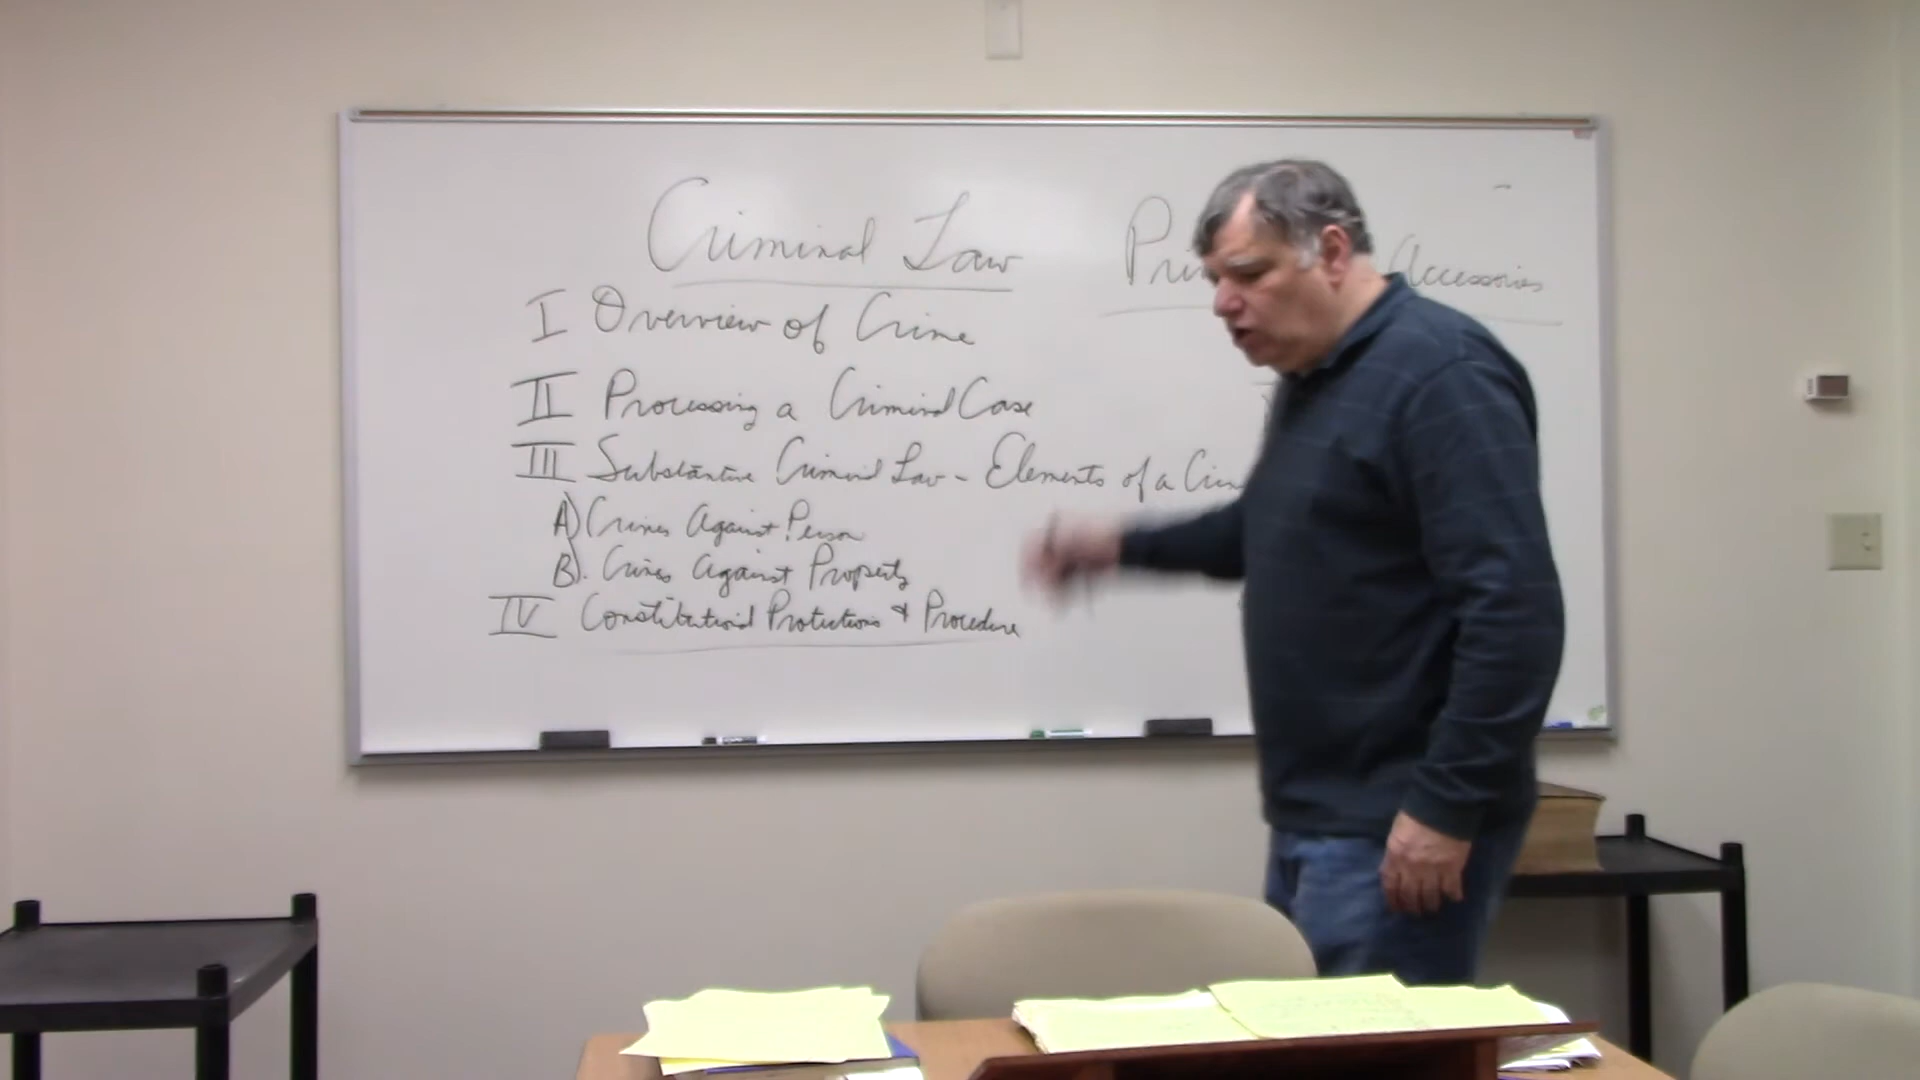 Criminal Law
I Overview of Crime
II Processing a Criminal Case
III Substantive Criminal Law - Elements of a
A) Crimes Against Person
B). Crimes Against Property
IV Constitutional Protections + Procedure
Accessories